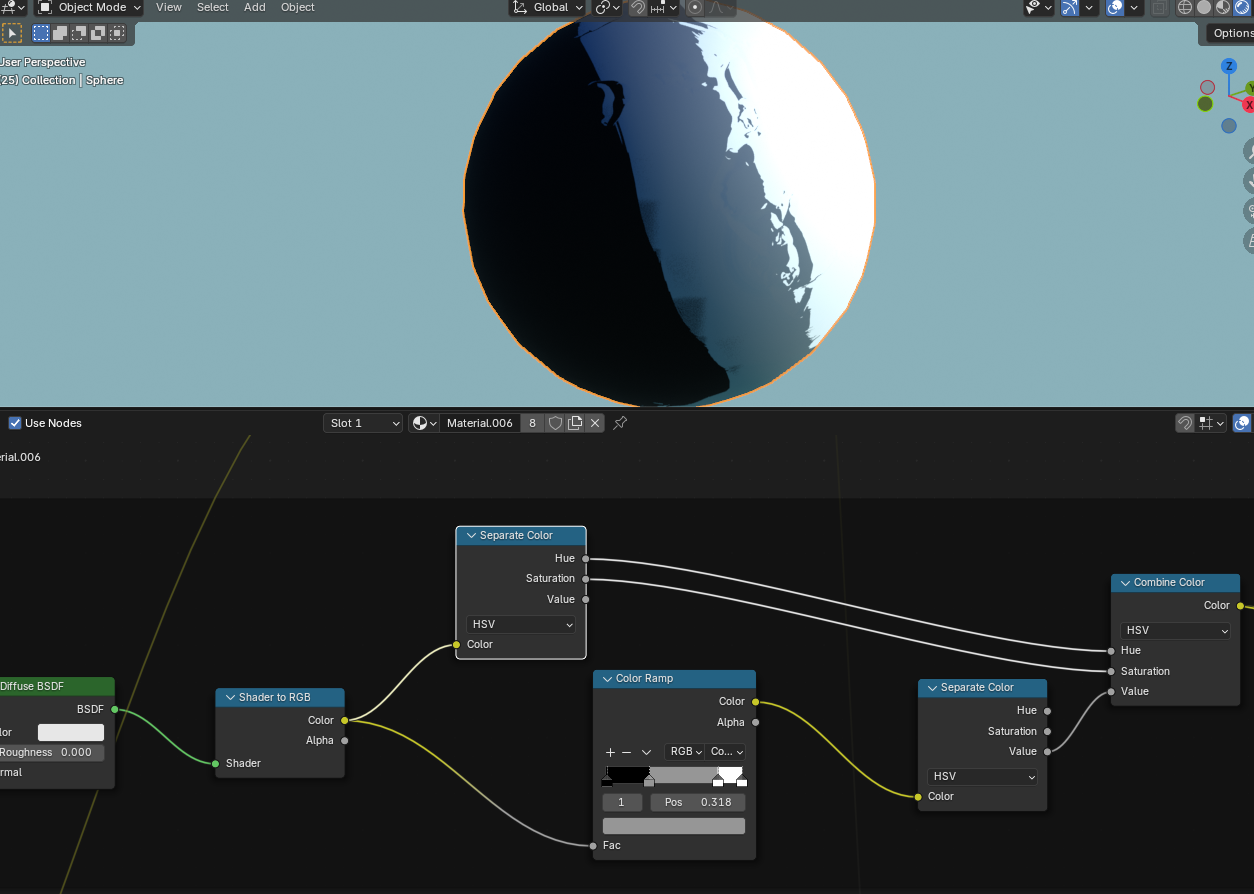 Object Mode View Select Add Object Global
Options
User Perspective
(25) Collection | Sphere
Z
Y
X
Use Nodes Slot 1 Material.006 8
erial.006
Separate Color
Hue
Saturation
Value
HSV
Color
Combine Color
Color
HSV
Hue
Saturation
Value
Diffuse BSDF
BSDF
lor
Roughness 0.000
rmal
Shader to RGB
Color
Alpha
Shader
Color Ramp
Color
Alpha
RGB Co...
1 Pos 0.318
Fac
Separate Color
Hue
Saturation
Value
HSV
Color